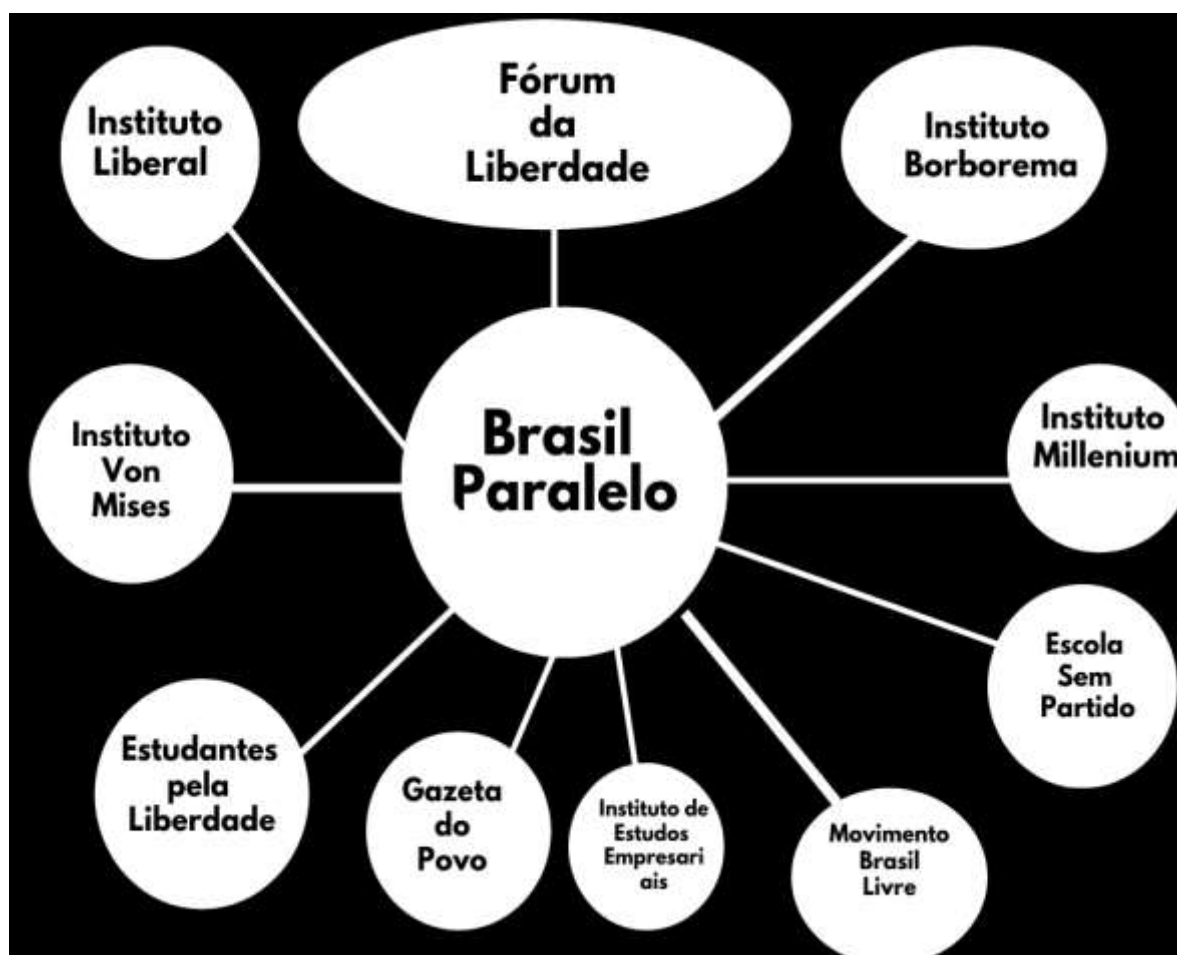 Instituto
Liberal
Fórum
da
Liberdade
Instituto
Borborema
Instituto
Von
Mises
Brasil
Paralelo
Instituto
Millenium
Escola
Sem
Partido
Estudantes
pela
Liberdade
Gazeta
do
Povo
Instituto de
Estudos
Empresari
ais
Movimento
Brasil
Livre